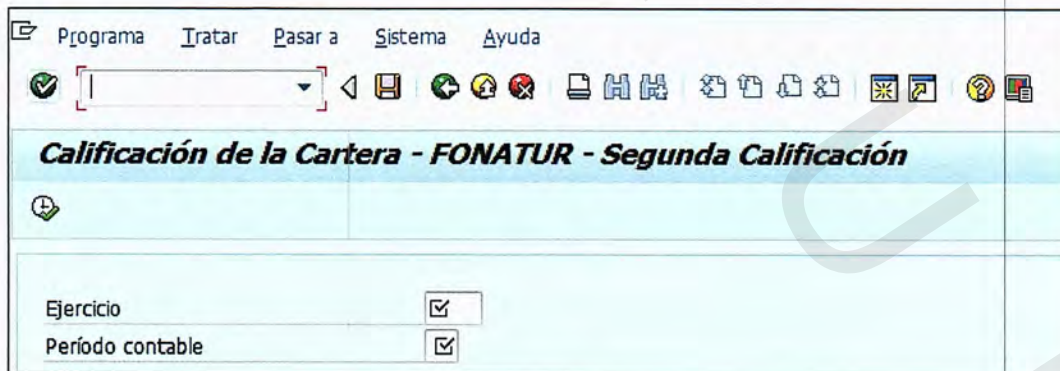 Programa Tratar Pasar a Sistema Ayuda
Calificación de la Cartera - FONATUR - Segunda Calificación
Ejercicio
Período contable